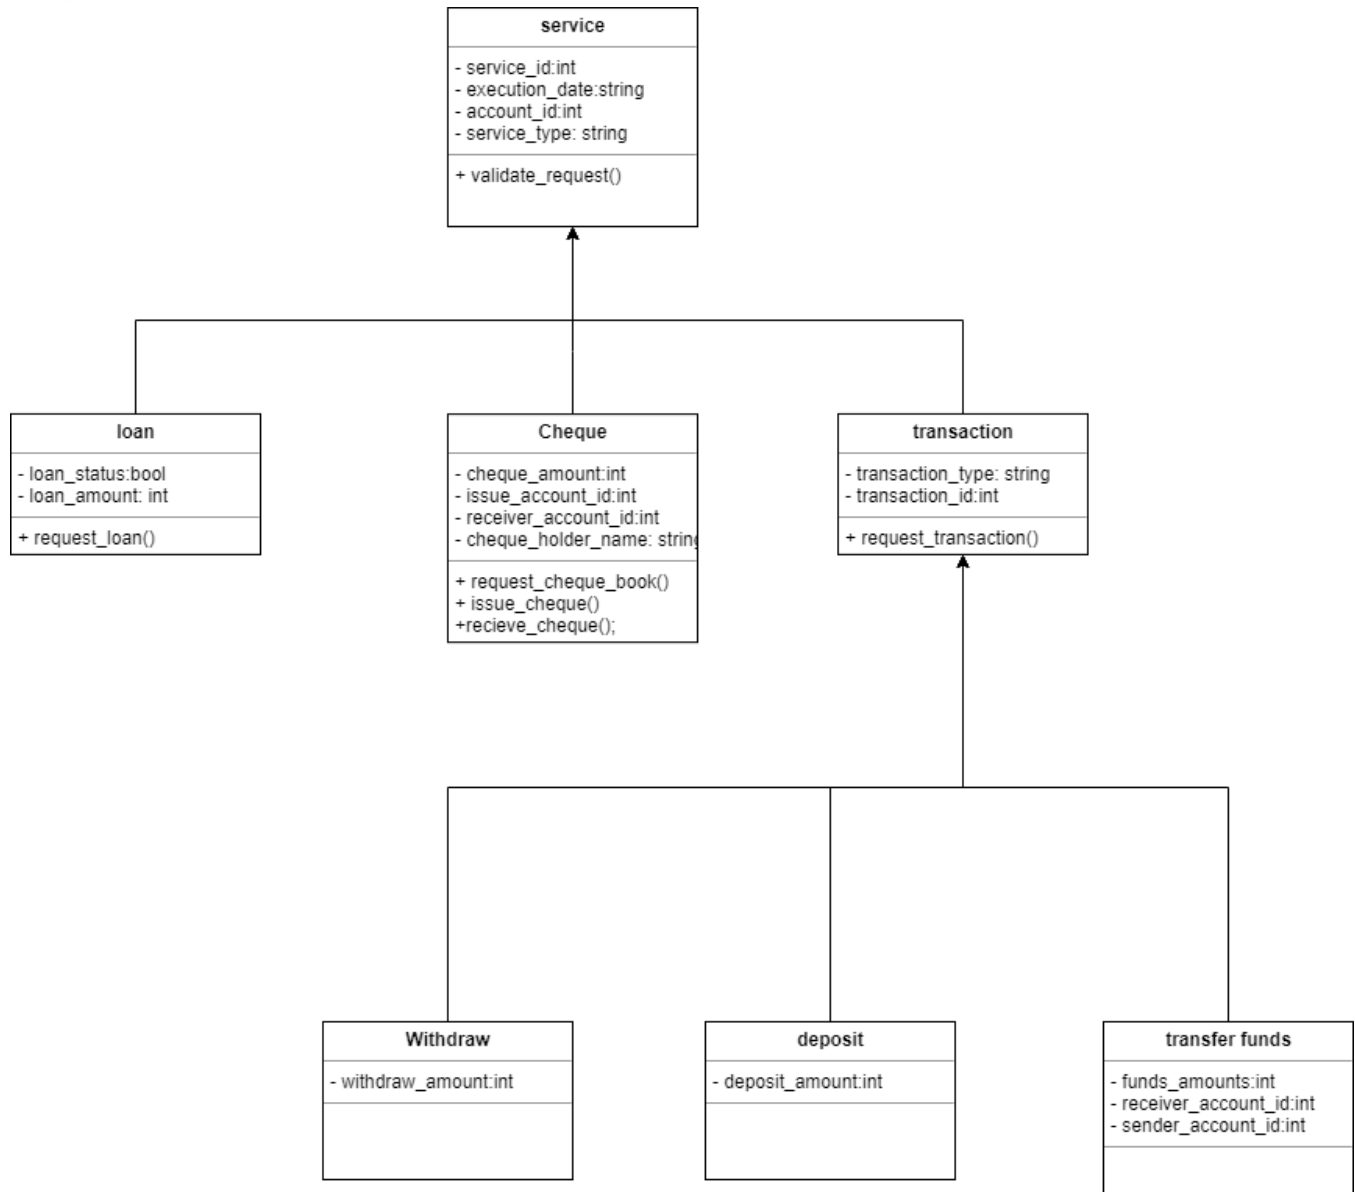 service
- service_id:int
- execution_date:string
- account_id:int
- service_type: string
+ validate_request()
loan
- loan_status:bool
- loan_amount: int
+ request_loan()
Cheque
- cheque_amount:int
- issue_account_id:int
- receiver_account_id:int
- cheque_holder_name: string
+ request_cheque_book()
+ issue_cheque()
+recieve_cheque();
transaction
- transaction_type: string
- transaction_id:int
+ request_transaction()
Withdraw
- withdraw_amount:int
deposit
- deposit_amount:int
transfer funds
- funds_amounts:int
- receiver_account_id:int
- sender_account_id:int